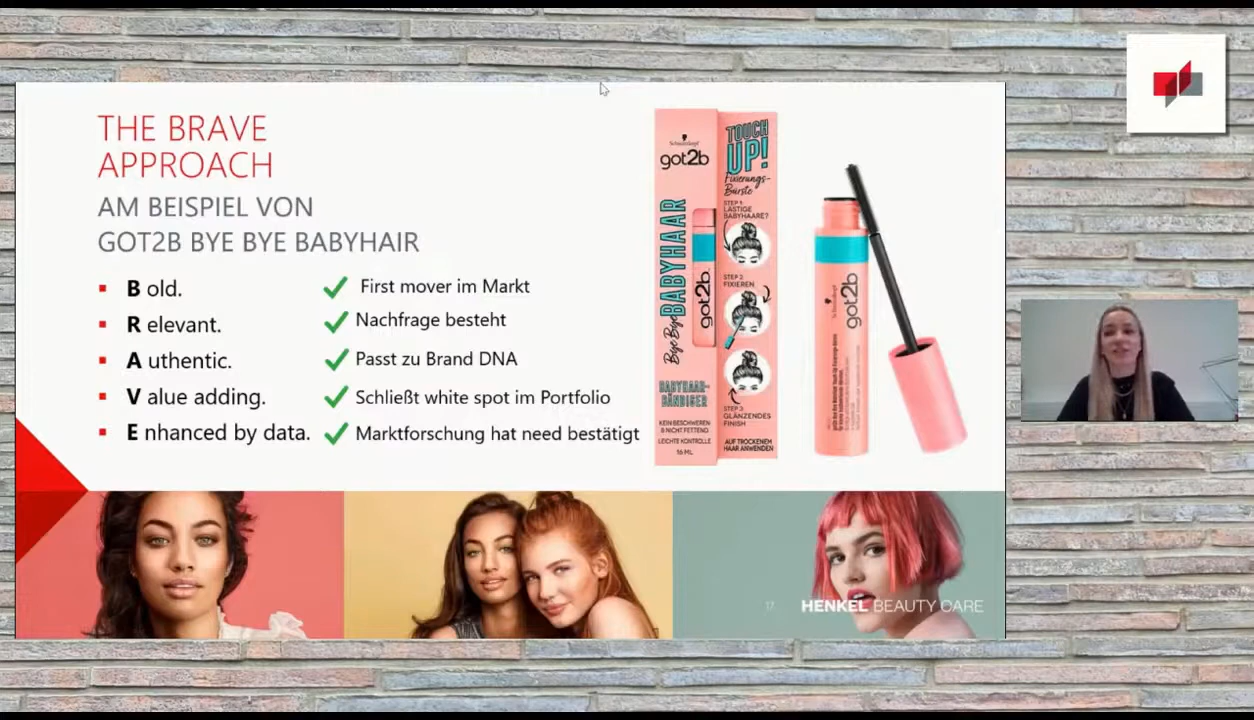 THE BRAVE
APPROACH
AM BEISPIEL VON
GOT2B BYE BYE BABYHAIR
B old.
First mover im Markt
R elevant.
Nachfrage besteht
A uthentic.
Passt zu Brand DNA
V alue adding.
Schließt white spot im Portfolio
E nhanced by data.
Marktforschung hat need bestätigt
Schwarzkopf
got2b
Bye Bye
BABYHAAR
got2b
BABYHAAR-
BÄNDIGER
KEIN BESCHWEREN
& NICHT FETTEND
LEICHTE KONTROLLE
16 ML
TOUCH
UP!
Fixierungs-
Bürste
STEP 1:
LÄSTIGE
BABYHAARE?
STEP 2:
FIXIEREN
STEP 3:
GLÄNZENDES
FINISH
AUF TROCKENEM
HAAR ANWENDEN
got2b
17
HENKEL BEAUTY CARE